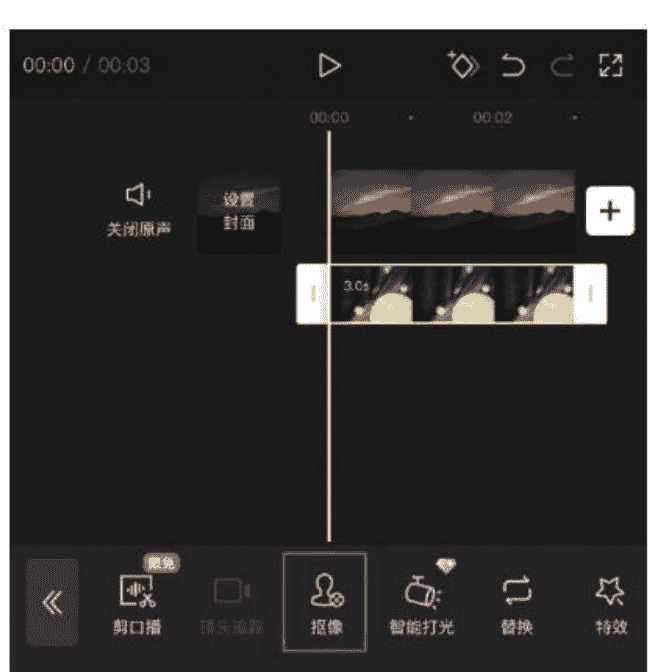 00:00 / 00:03
00:00
00:02
关闭原声
设置
封面
3.0s
限免
剪口播
镜头追踪
抠像
智能打光
替换
特效